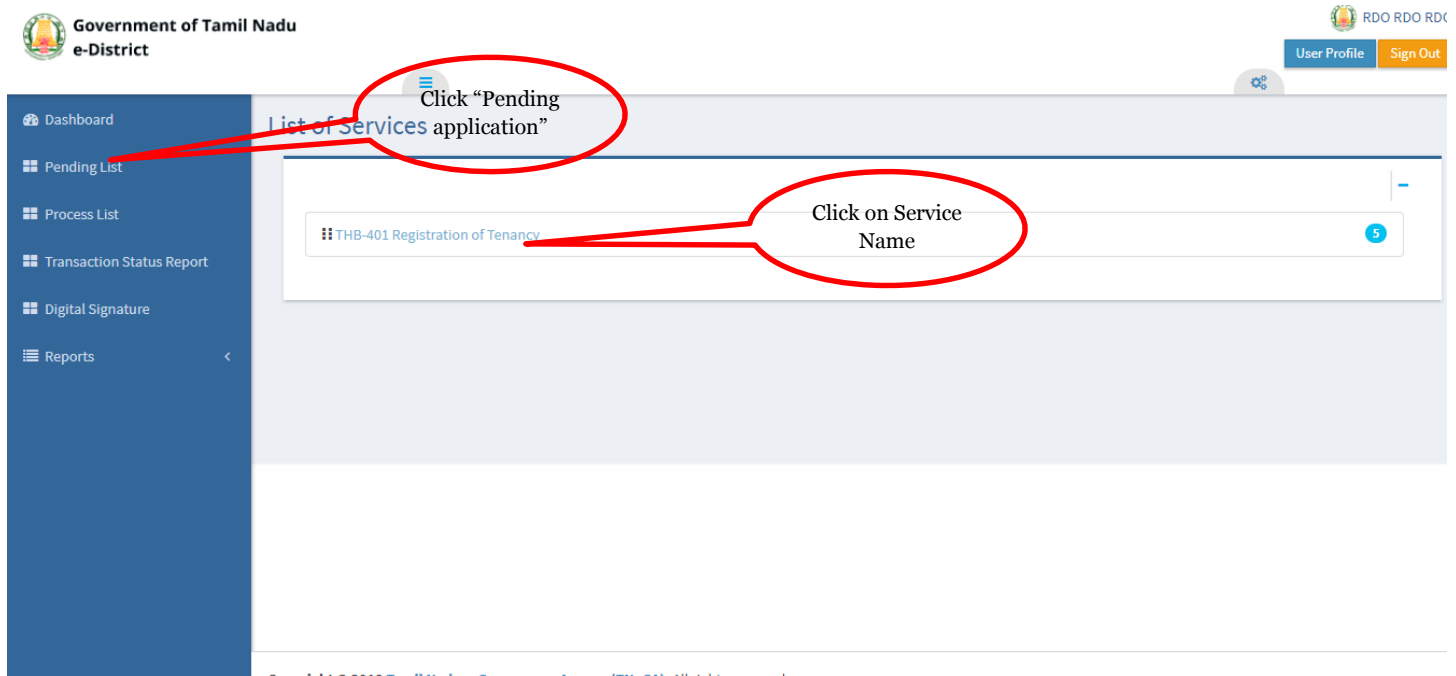 Government of Tamil Nadu
e-District
RDO RDO RDO
User Profile
Sign Out
Click “Pending
application”
Dashboard
List of Services
Pending List
Process List
Click on Service
Name
THB-401 Registration of Tenancy
5
Transaction Status Report
Digital Signature
Reports